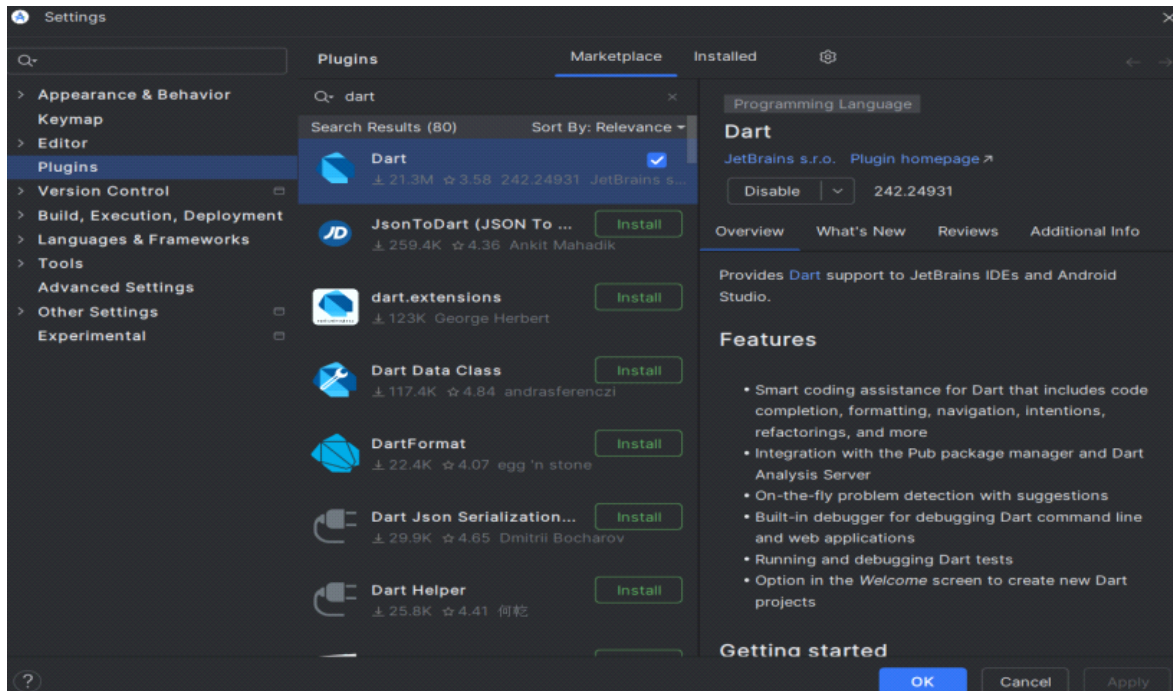 Settings
Appearance & Behavior
Keymap
Editor
Plugins
Version Control
Build, Execution, Deployment
Languages & Frameworks
Tools
Advanced Settings
Other Settings
Experimental
Plugins
Marketplace
Installed
dart
Search Results (80)
Sort By: Relevance
Dart
21.3M 3.58 242.24931 JetBrains s...
JsonToDart (JSON To ...
Install
259.4K 4.36 Ankit Mahadik
dart.extensions
Install
123K George Herbert
Dart Data Class
Install
117.4K 4.84 andrasferenczi
DartFormat
Install
22.4K 4.07 egg 'n stone
Dart Json Serialization...
Install
29.9K 4.65 Dmitrii Bocharov
Dart Helper
Install
25.8K 4.41 何乾
Programming Language
Dart
JetBrains s.r.o. Plugin homepage
Disable
242.24931
Overview
What's New
Reviews
Additional Info
Provides Dart support to JetBrains IDEs and Android
Studio.
Features
• Smart coding assistance for Dart that includes code
completion, formatting, navigation, intentions,
refactorings, and more
• Integration with the Pub package manager and Dart
Analysis Server
• On-the-fly problem detection with suggestions
• Built-in debugger for debugging Dart command line
and web applications
• Running and debugging Dart tests
• Option in the Welcome screen to create new Dart
projects
Getting started
?
OK
Cancel
Apply